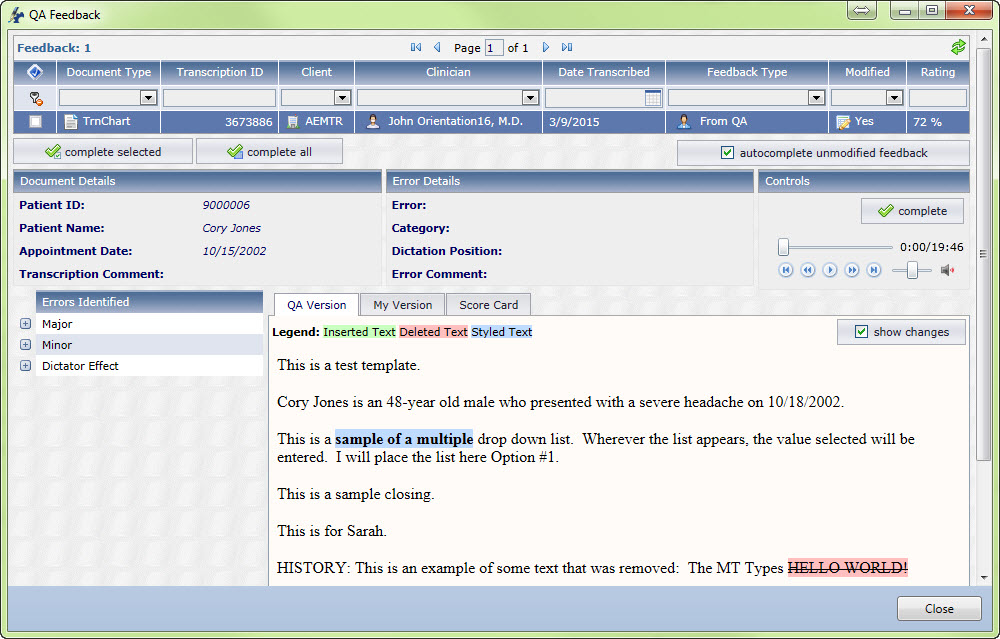 QA Feedback
Feedback: 1
Page 1 of 1
Document Type Transcription ID Client Clinician Date Transcribed Feedback Type Modified Rating
TrnChart 3673886 AEMTR John Orientation16, M.D. 3/9/2015 From QA Yes 72 %
complete selected complete all autocomplete unmodified feedback
Document Details Error Details Controls
Patient ID: 9000006 Error:
complete
Patient Name: Cory Jones Category:
Appointment Date: 10/15/2002 Dictation Position: 0:00/19:46
Transcription Comment: Error Comment:
Errors Identified
Major
Minor
Dictator Effect
QA Version My Version Score Card
Legend: Inserted Text Deleted Text Styled Text show changes
This is a test template.
Cory Jones is an 48-year old male who presented with a severe headache on 10/18/2002.
This is a sample of a multiple drop down list.  Wherever the list appears, the value selected will be
entered.  I will place the list here Option #1.
This is a sample closing.
This is for Sarah.
HISTORY: This is an example of some text that was removed:  The MT Types HELLO WORLD!
Close